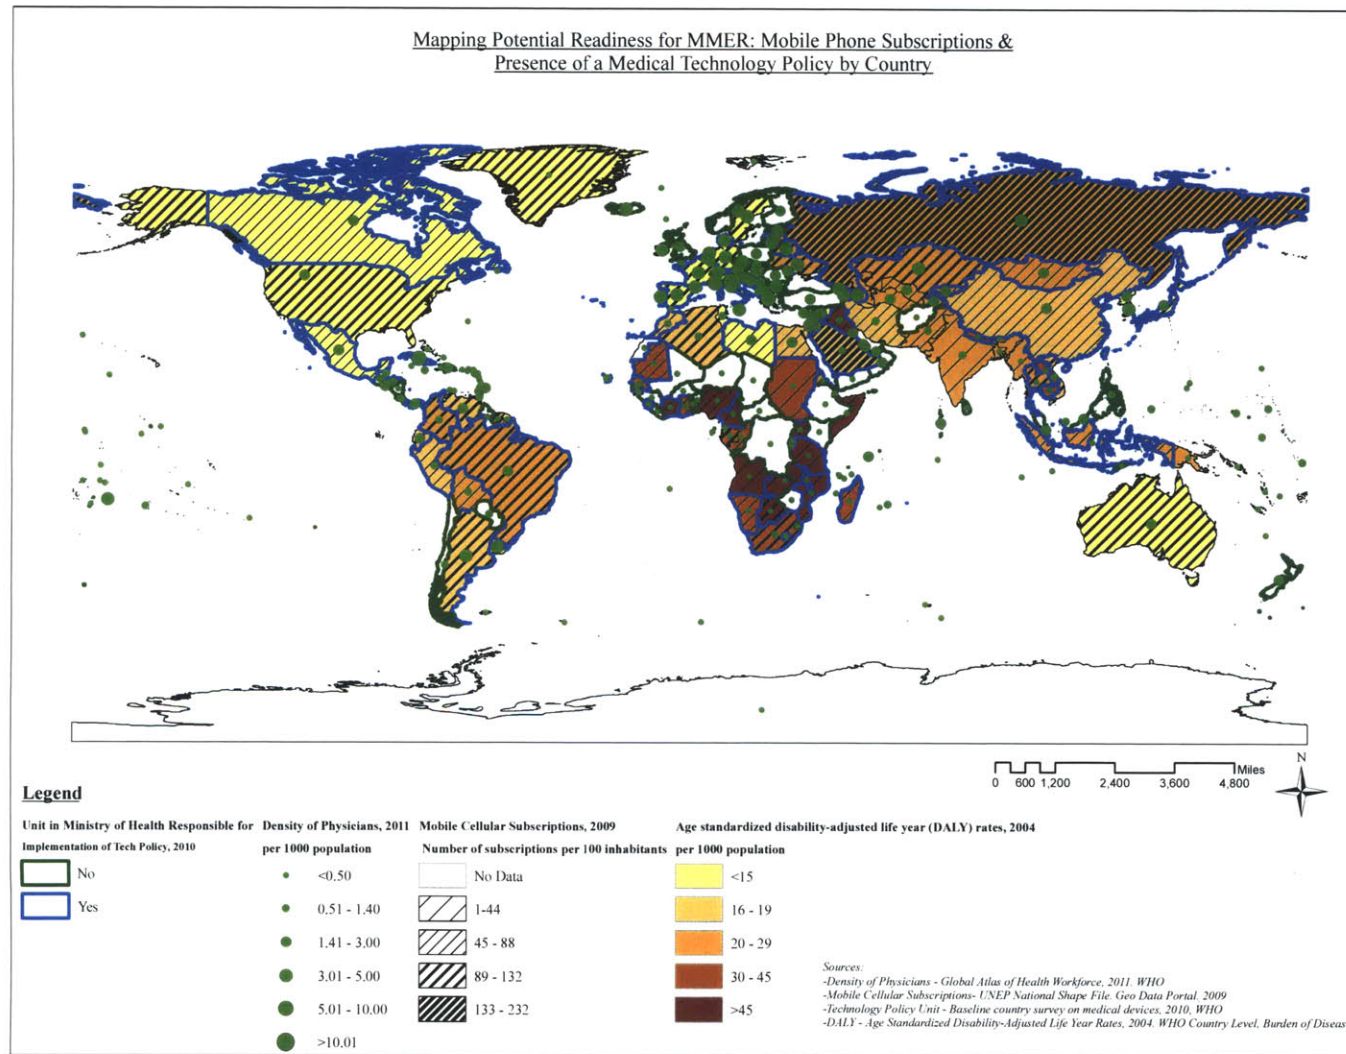 Mapping Potential Readiness for MMER: Mobile Phone Subscriptions &
Presence of a Medical Technology Policy by Country
N
Miles
0 600 1,200 2,400 3,600 4,800
Legend
Unit in Ministry of Health Responsible for
Implementation of Tech Policy, 2010
No
Yes
Density of Physicians, 2011
per 1000 population
<0.50
0.51 - 1.40
1.41 - 3.00
3.01 - 5.00
5.01 - 10.00
>10.01
Mobile Cellular Subscriptions, 2009
Number of subscriptions per 100 inhabitants
No Data
1-44
45 - 88
89 - 132
133 - 232
Age standardized disability-adjusted life year (DALY) rates, 2004
per 1000 population
<15
16 - 19
20 - 29
30 - 45
>45
Sources:
-Density of Physicians - Global Atlas of Health Workforce, 2011. WHO
-Mobile Cellular Subscriptions- UNEP National Shape File. Geo Data Portal. 2009
-Technology Policy Unit - Baseline country survey on medical devices, 2010, WHO
-DALY - Age Standardized Disability-Adjusted Life Year Rates, 2004. WHO Country Level, Burden of Diseas